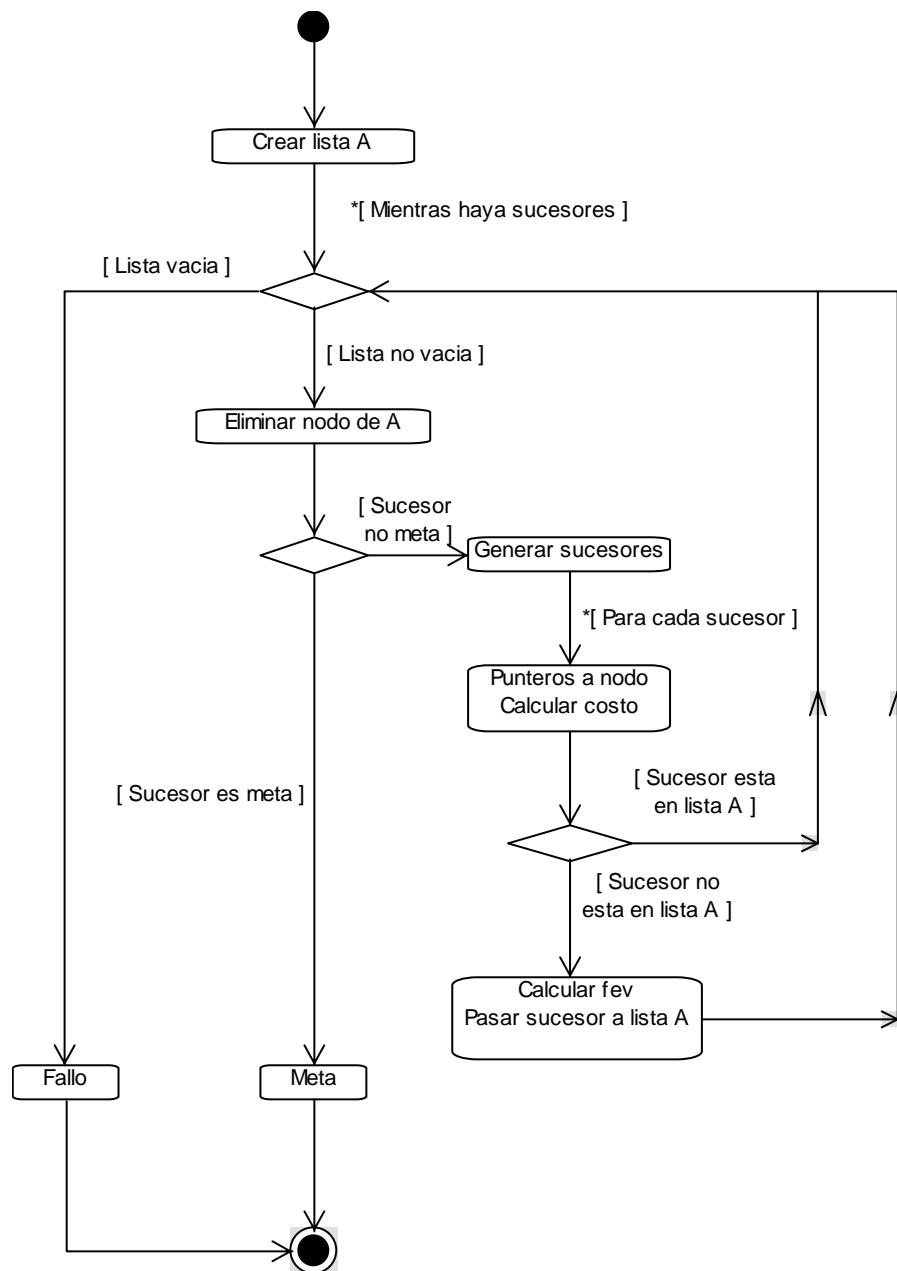 Crear lista A
*[ Mientras haya sucesores ]
[ Lista vacia ]
[ Lista no vacia ]
Eliminar nodo de A
[ Sucesor
no meta ]
Generar sucesores
*[ Para cada sucesor ]
Punteros a nodo
Calcular costo
[ Sucesor esta
en lista A ]
[ Sucesor es meta ]
[ Sucesor no
esta en lista A ]
Calcular fev
Pasar sucesor a lista A
Fallo
Meta